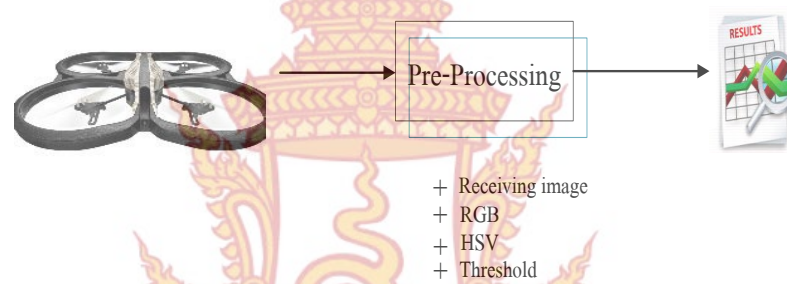 RESULTS
Pre-Processing
+ Receiving image
+ RGB
+ HSV
+ Threshold